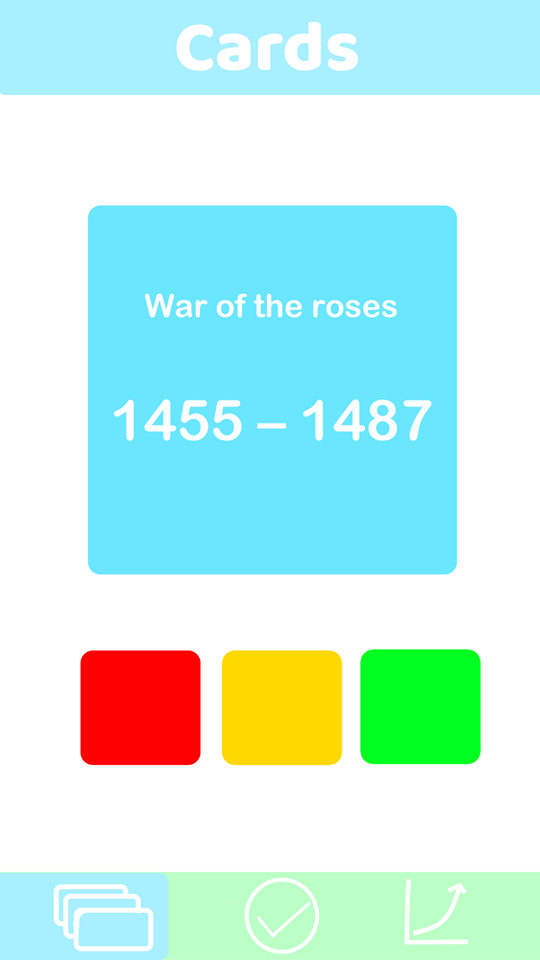 Cards
War of the roses
1455 – 1487